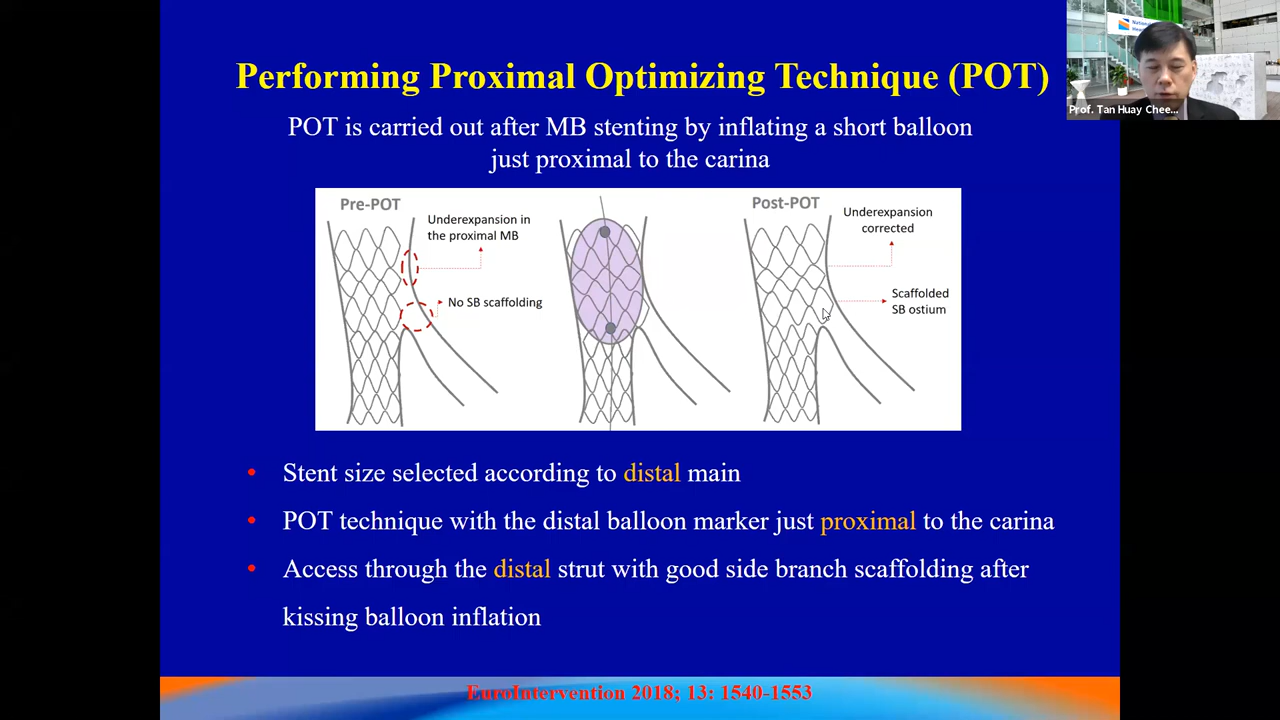 Performing Proximal Optimizing Technique (POT)
National
Prof. Tan Huay Chee...
POT is carried out after MB stenting by inflating a short balloon
just proximal to the carina
Pre-POT
Underexpansion in
the proximal MB
No SB scaffolding
Post-POT
Underexpansion
corrected
Scaffolded
SB ostium
• Stent size selected according to distal main
• POT technique with the distal balloon marker just proximal to the carina
• Access through the distal strut with good side branch scaffolding after
kissing balloon inflation
EuroIntervention 2018; 13: 1540-1553